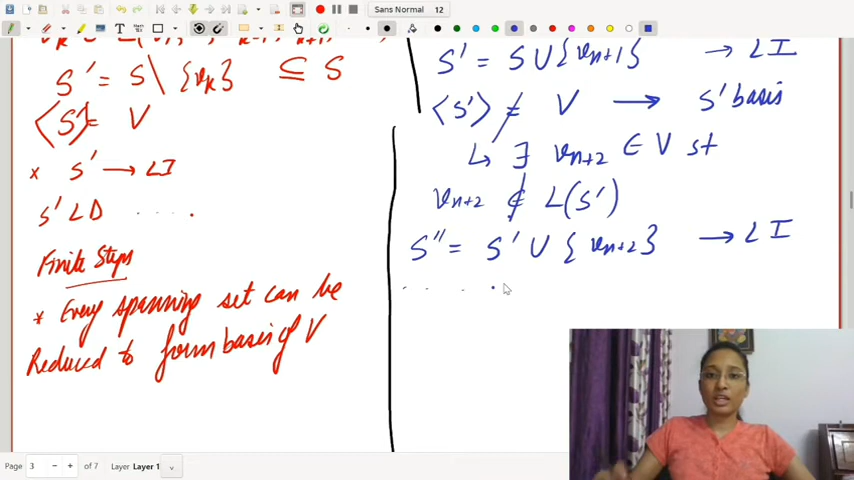 Sans Normal 12
S' = S \ {vk} ⊆ S
⟨S'⟩ = V
* S' → LI
S' LD .....
Finite Steps
* Every spanning set can be
Reduced to form basis of V
S' = S ∪ {vn+1} → LI
⟨S'⟩ ≠ V → S' basis
↳ ∃ vn+2 ∈ V st
vn+2 ∉ L(S')
S'' = S' ∪ {vn+2} → LI
. . . . .
Page 3 of 7 Layer Layer 1